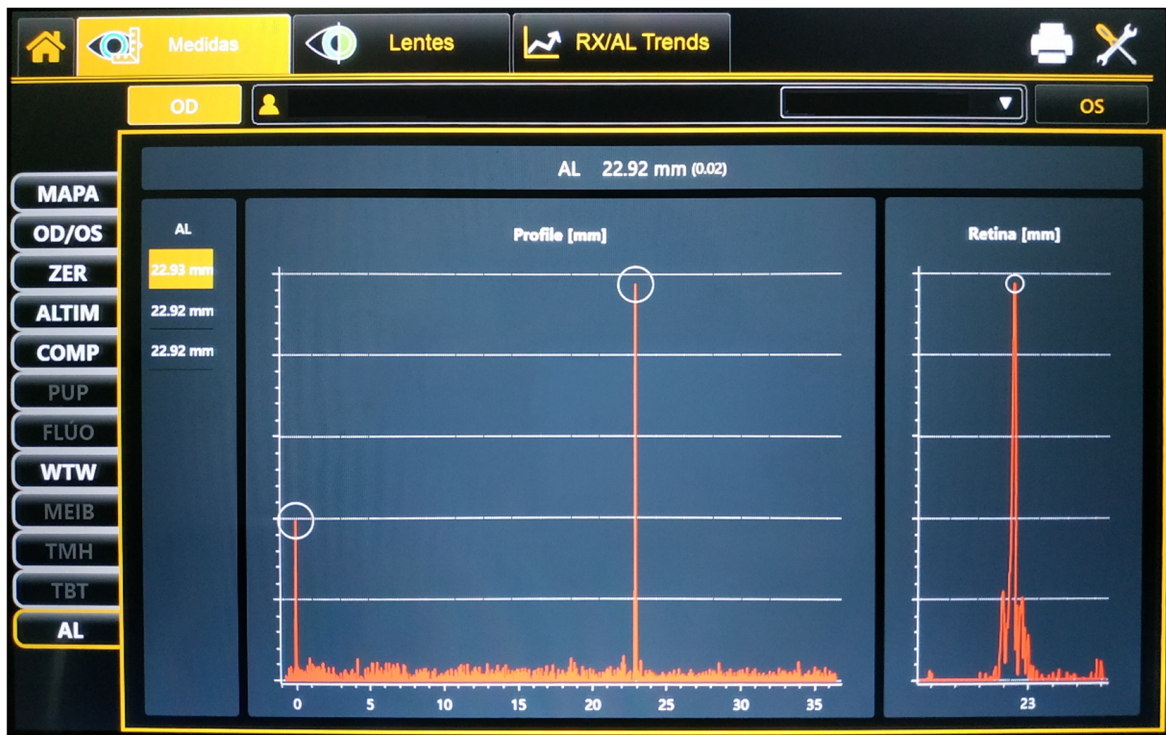 Medidas
Lentes
RX/AL Trends
OD
OS
AL 22.92 mm (0.02)
MAPA
OD/OS
ZER
ALTIM
COMP
PUP
FLÚO
WTW
MEIB
TMH
TBT
AL
AL
22.93 mm
22.92 mm
22.92 mm
Profile [mm]
0 5 10 15 20 25 30 35
Retina [mm]
23